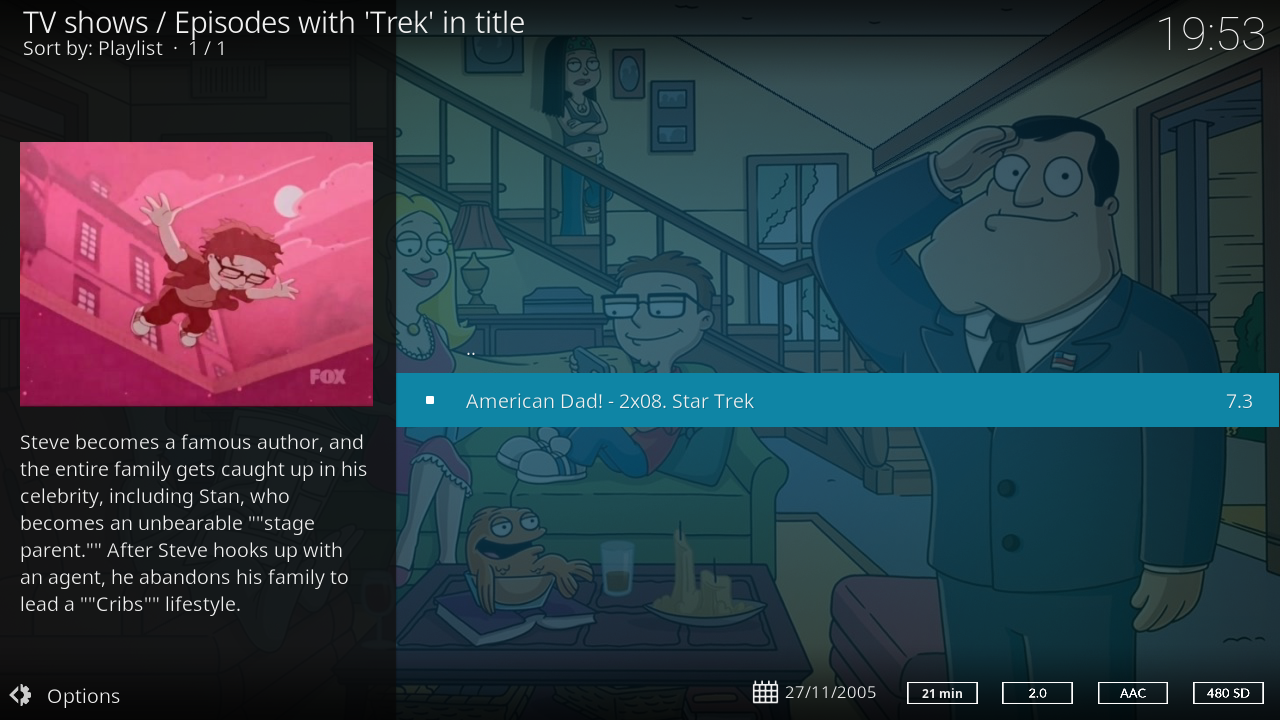 TV shows / Episodes with 'Trek' in title
Sort by: Playlist · 1 / 1
19:53
FOX
..
American Dad! - 2x08. Star Trek
7.3
Steve becomes a famous author, and
the entire family gets caught up in his
celebrity, including Stan, who
becomes an unbearable ""stage
parent."" After Steve hooks up with
an agent, he abandons his family to
lead a ""Cribs"" lifestyle.
Options
27/11/2005
21 min
2.0
AAC
480 SD